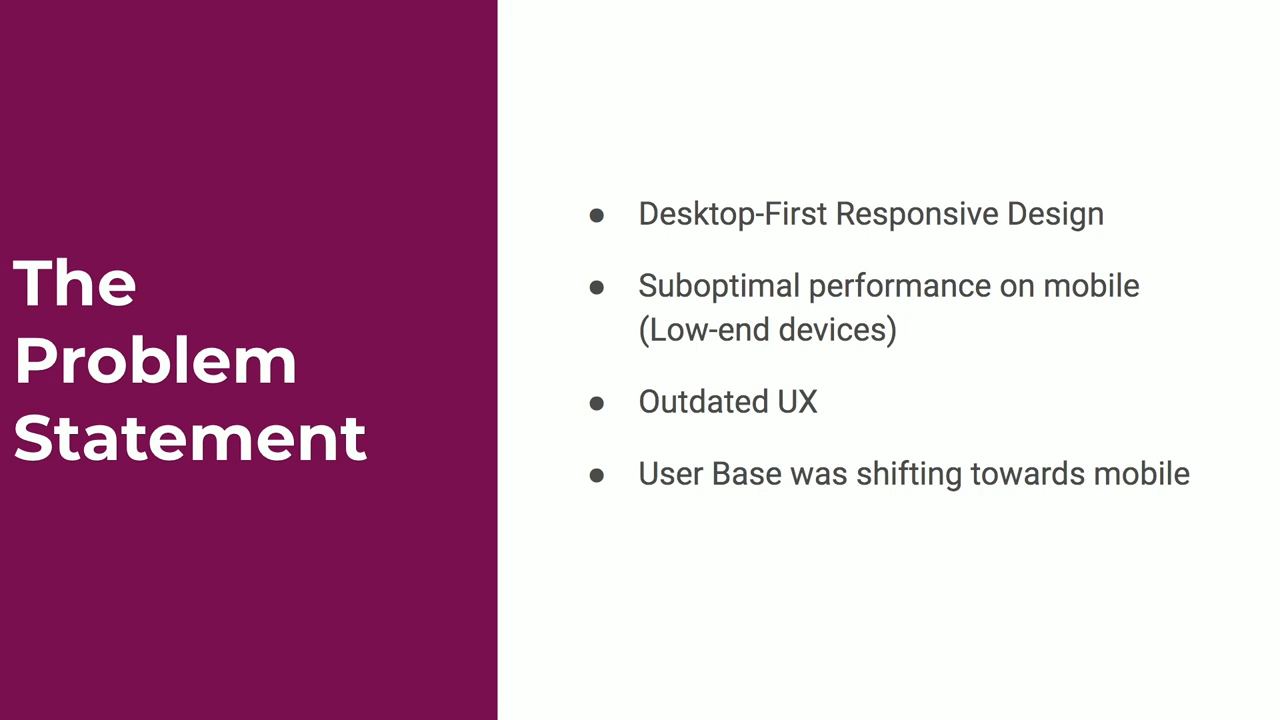 The
Problem
Statement
● Desktop-First Responsive Design
● Suboptimal performance on mobile
(Low-end devices)
● Outdated UX
● User Base was shifting towards mobile